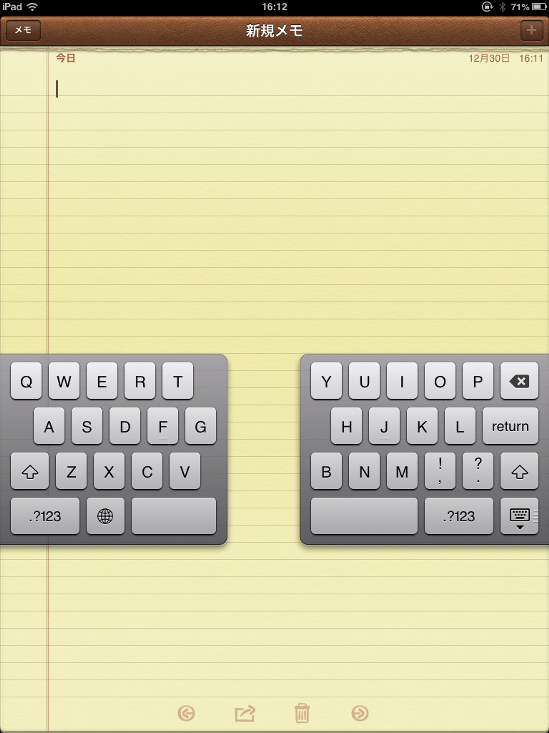 iPad 16:12 71%
メモ 新規メモ
今日 12月30日 16:11
Q W E R T Y U I O P
A S D F G H J K L return
Z X C V B N M ! , ? .
.?123 .?123